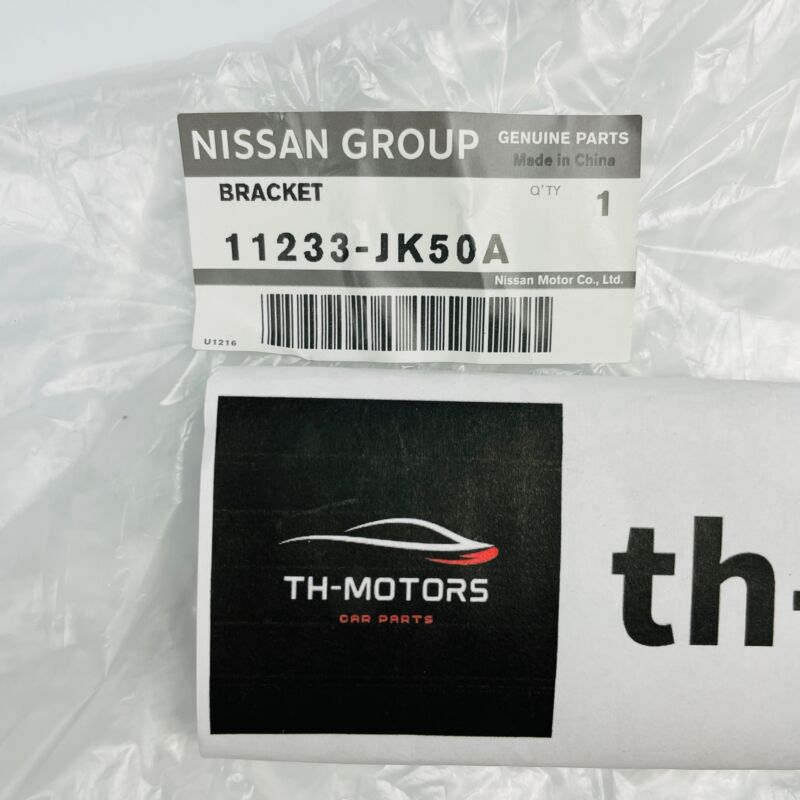 NISSAN GROUP GENUINE PARTS
Made in China
BRACKET Q'TY 1
11233-JK50A
Nissan Motor Co., Ltd.
U1216
TH-MOTORS
CAR PARTS
th-